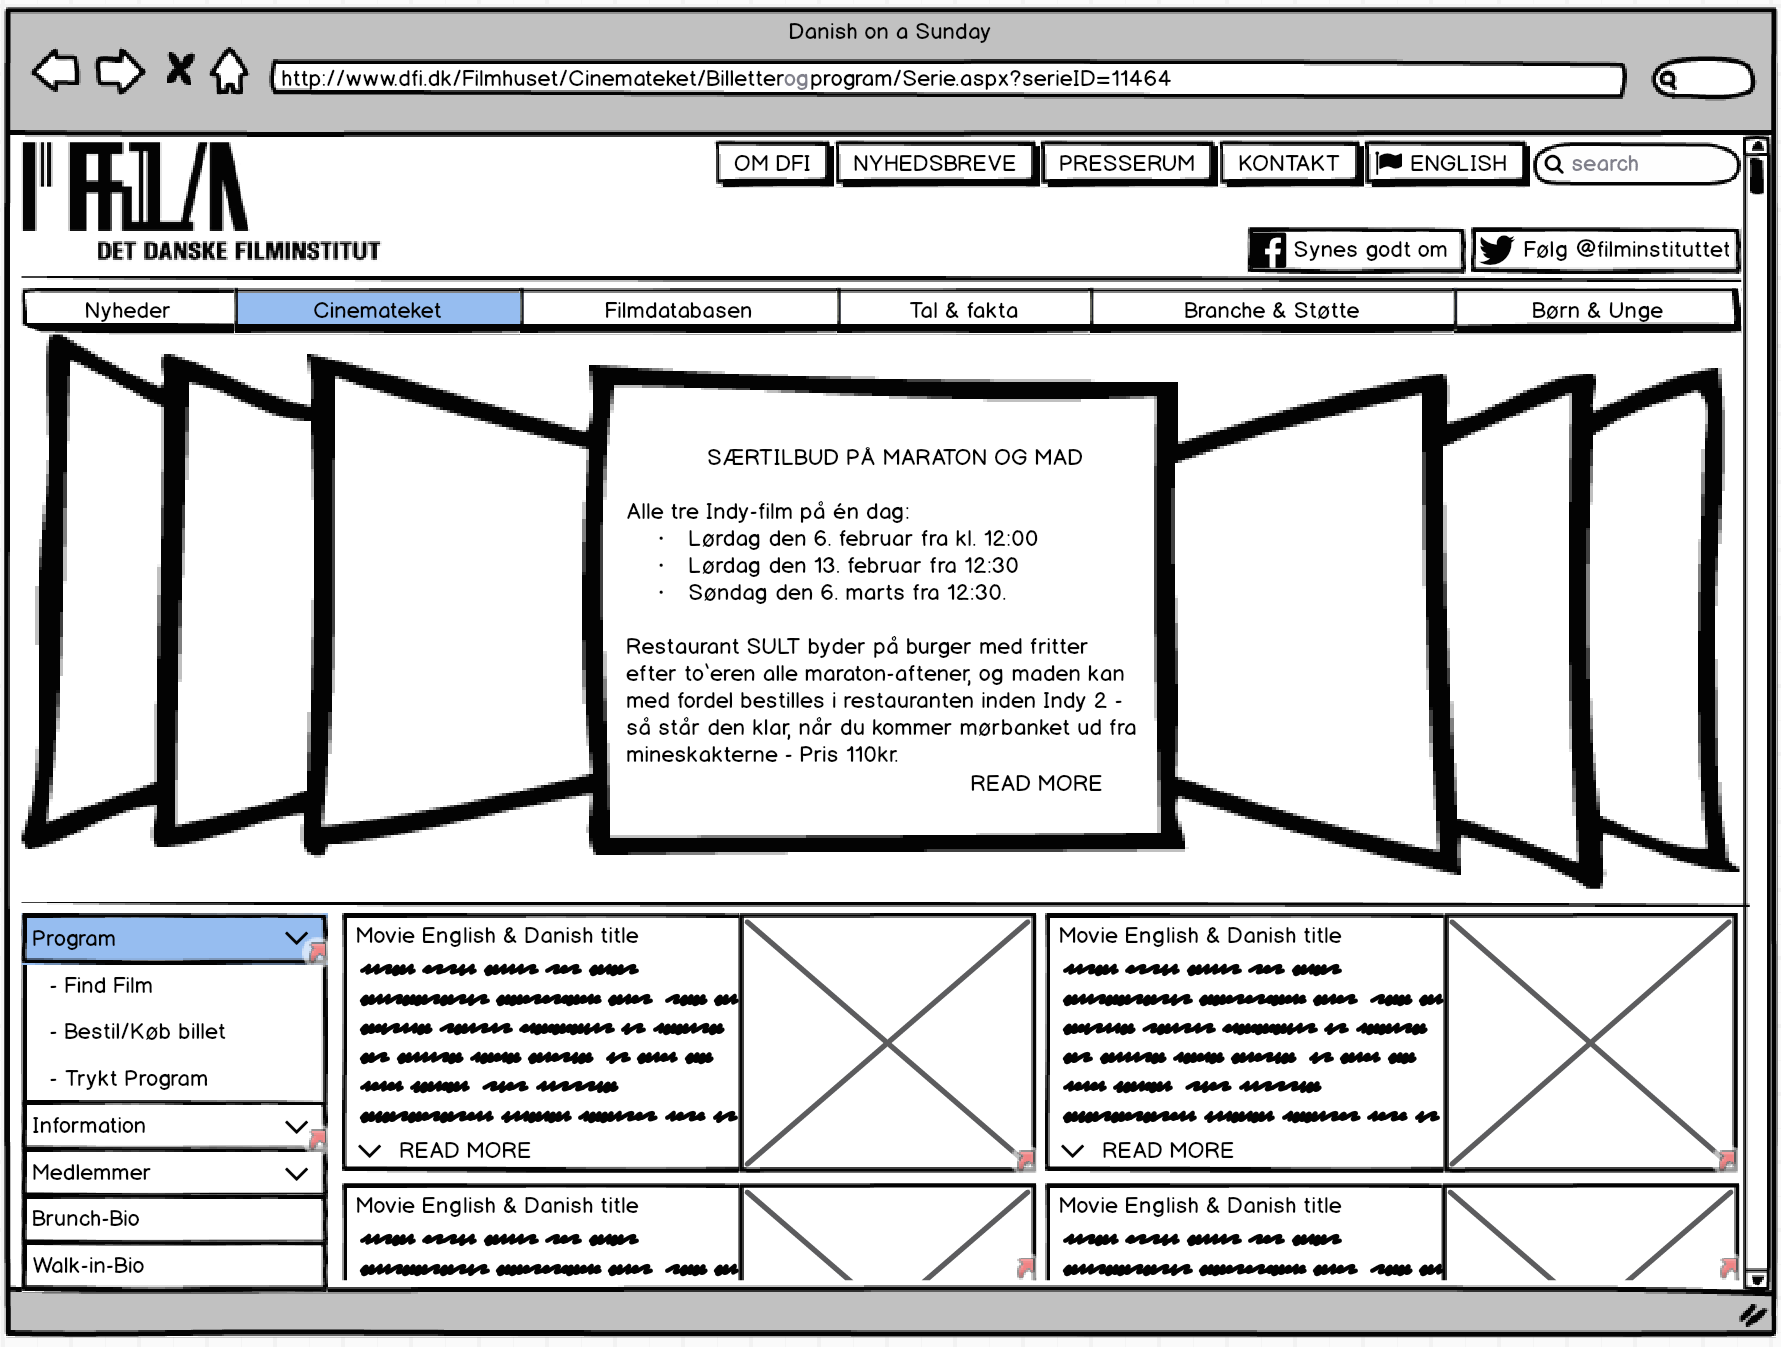 Danish on a Sunday
http://www.dfi.dk/Filmhuset/Cinemateket/Billetterogprogram/Serie.aspx?serieID=11464
OM DFI
NYHEDSBREVE
PRESSERUM
KONTAKT
ENGLISH
search
DET DANSKE FILMINSTITUT
Synes godt om
Følg @filminstituttet
Nyheder
Cinemateket
Filmdatabasen
Tal & fakta
Branche & Støtte
Børn & Unge
SÆRTILBUD PÅ MARATON OG MAD
Alle tre Indy-film på én dag:
· Lørdag den 6. februar fra kl. 12:00
· Lørdag den 13. februar fra 12:30
· Søndag den 6. marts fra 12:30.
Restaurant SULT byder på burger med fritter
efter to`eren alle maraton-aftener, og maden kan
med fordel bestilles i restauranten inden Indy 2 -
så står den klar, når du kommer mørbanket ud fra
mineskakterne - Pris 110kr.
READ MORE
Program
- Find Film
- Bestil/Køb billet
- Trykt Program
Information
Medlemmer
Brunch-Bio
Walk-in-Bio
Movie English & Danish title
READ MORE
Movie English & Danish title
READ MORE
Movie English & Danish title
Movie English & Danish title